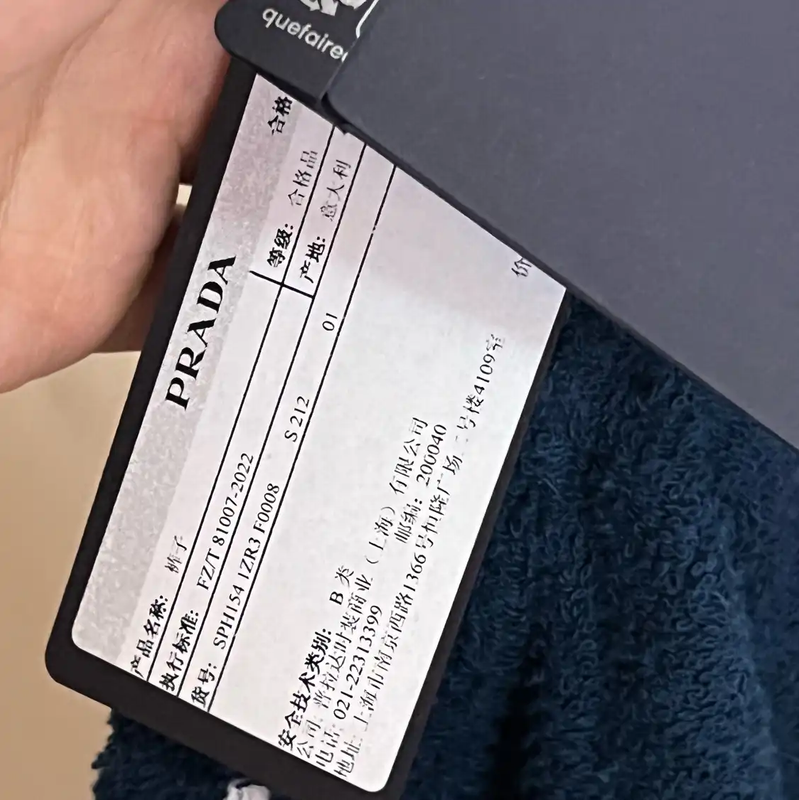 quefairede
PRADA
合格
产品名称: 裤子
等级: 合格品
执行标准: FZ/T 81007-2022
产地: 意大利
货号: SPH154 1ZR3 F0008 S 212 01
安全技术类别: B 类
价
公司: 普拉达时装商业（上海）有限公司
电话: 021-22313399 邮编: 200040
地址: 上海市南京西路1366号恒隆广场二号楼4109室